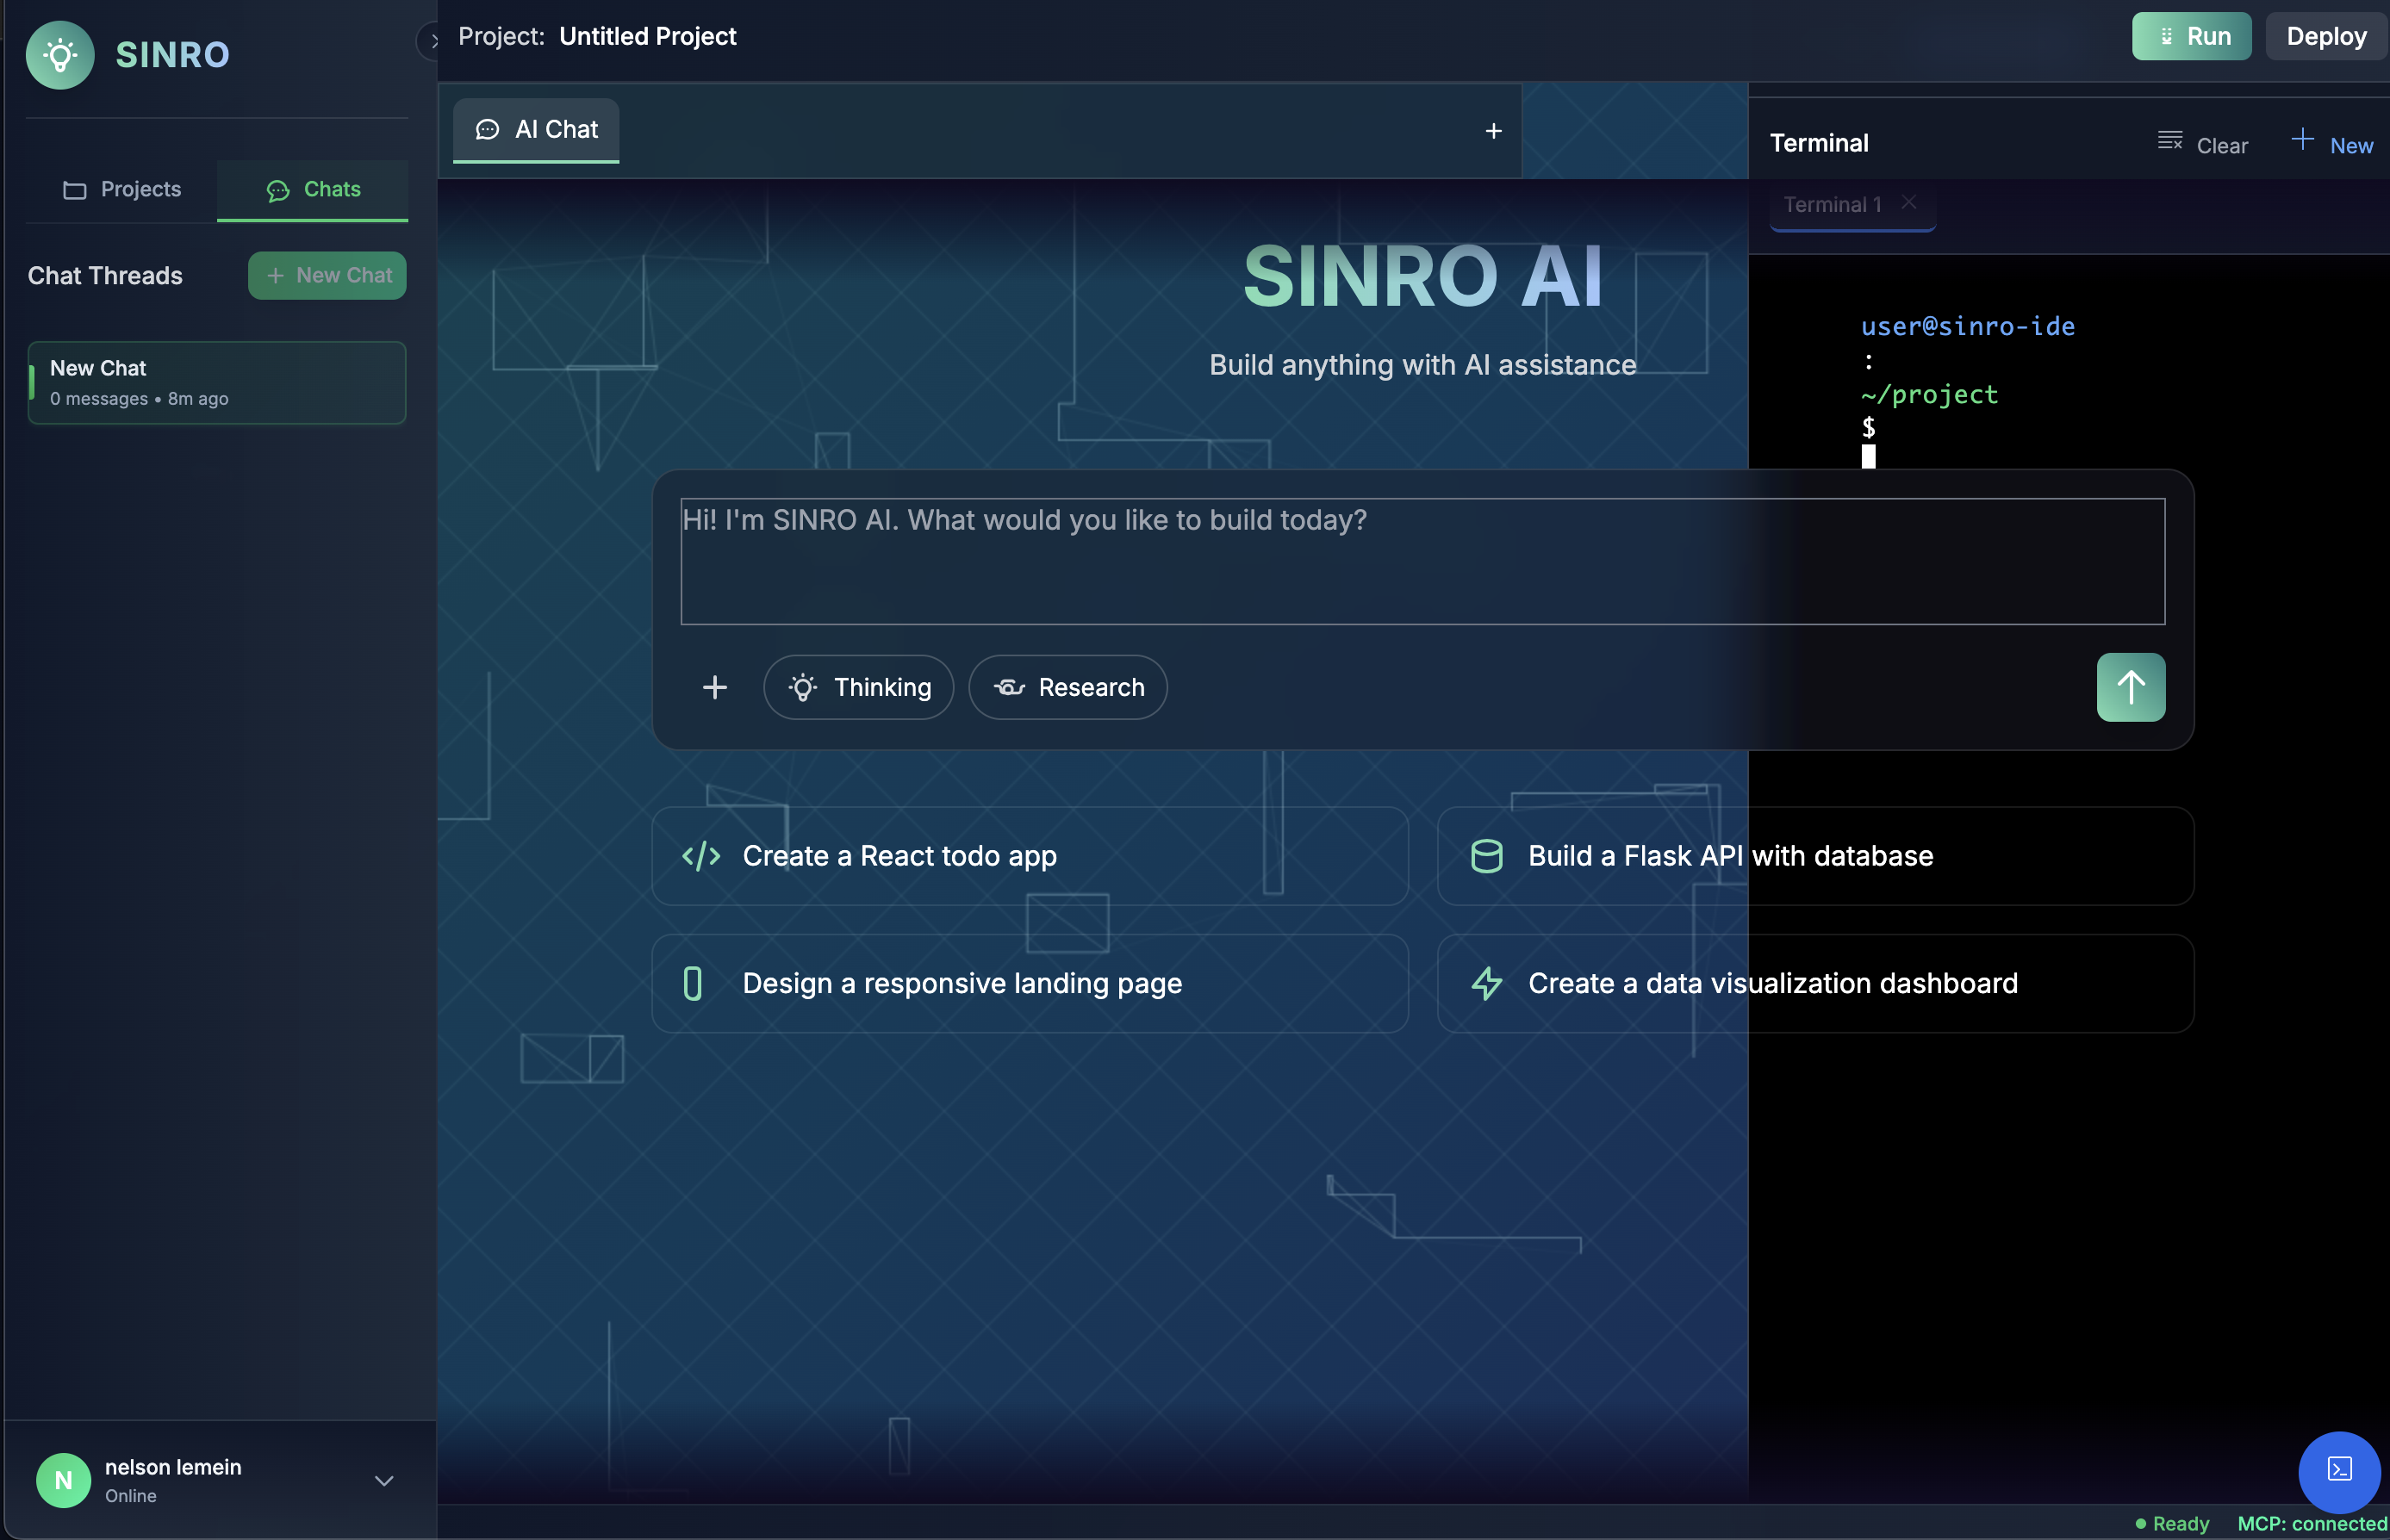 SINRO
Projects
Chats
Chat Threads
+ New Chat
New Chat
0 messages • 8m ago
nelson lemein
Online
N
Project: Untitled Project
Run
Deploy
AI Chat
+
SINRO AI
Build anything with AI assistance
Hi! I'm SINRO AI. What would you like to build today?
+
Thinking
Research
Create a React todo app
Build a Flask API with database
Design a responsive landing page
Create a data visualization dashboard
Terminal
Clear
+ New
Terminal 1 ×
user@sinro-ide
:
~/project
$
Ready
MCP: connected